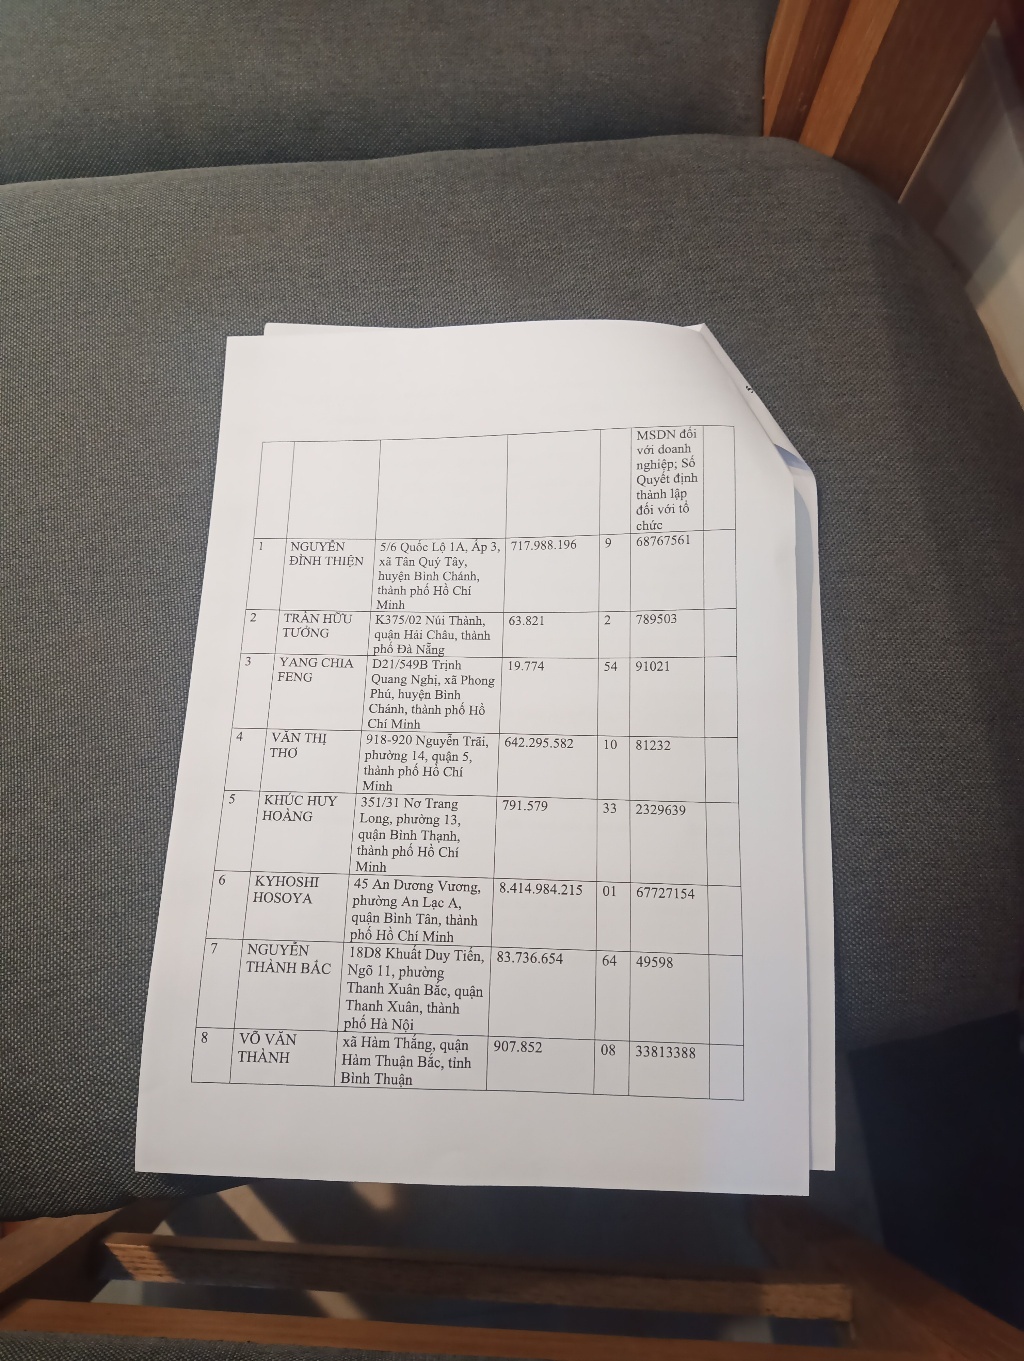 MSDN đối
với doanh
nghiệp; Số
Quyết định
thành lập
đối với tổ
chức
1 NGUYỄN 5/6 Quốc Lộ 1A, Ấp 3, 717.988.196 9 68767561
ĐÌNH THIỆN xã Tân Quý Tây,
huyện Bình Chánh,
thành phố Hồ Chí
Minh
2 TRẦN HỮU K375/02 Núi Thành, 63.821 2 789503
TƯỚNG quận Hải Châu, thành
phố Đà Nẵng
3 YANG CHIA D21/549B Trịnh 19.774 54 91021
FENG Quang Nghị, xã Phong
Phú, huyện Bình
Chánh, thành phố Hồ
Chí Minh
4 VĂN THỊ 918-920 Nguyễn Trãi, 642.295.582 10 81232
THƠ phường 14, quận 5,
thành phố Hồ Chí
Minh
5 KHÚC HUY 351/31 Nơ Trang 791.579 33 2329639
HOÀNG Long, phường 13,
quận Bình Thạnh,
thành phố Hồ Chí
Minh
6 KYHOSHI 45 An Dương Vương, 8.414.984.215 01 67727154
HOSOYA phường An Lạc A,
quận Bình Tân, thành
phố Hồ Chí Minh
7 NGUYỄN 18D8 Khuất Duy Tiến, 83.736.654 64 49598
THÀNH BẮC Ngõ 11, phường
Thanh Xuân Bắc, quận
Thanh Xuân, thành
phố Hà Nội
8 VÕ VĂN xã Hàm Thắng, quận 907.852 08 33813388
THÀNH Hàm Thuận Bắc, tỉnh
Bình Thuận